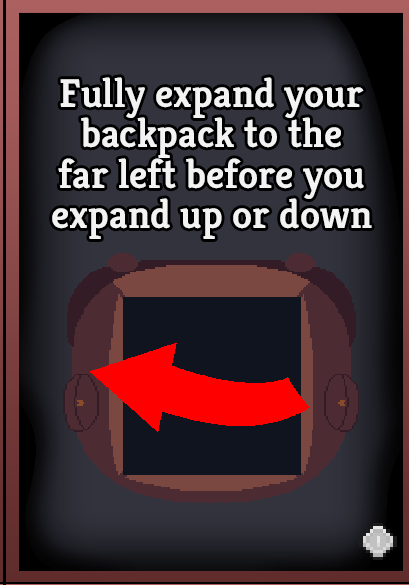 Fully expand your
backpack to the
far left before you
expand up or down